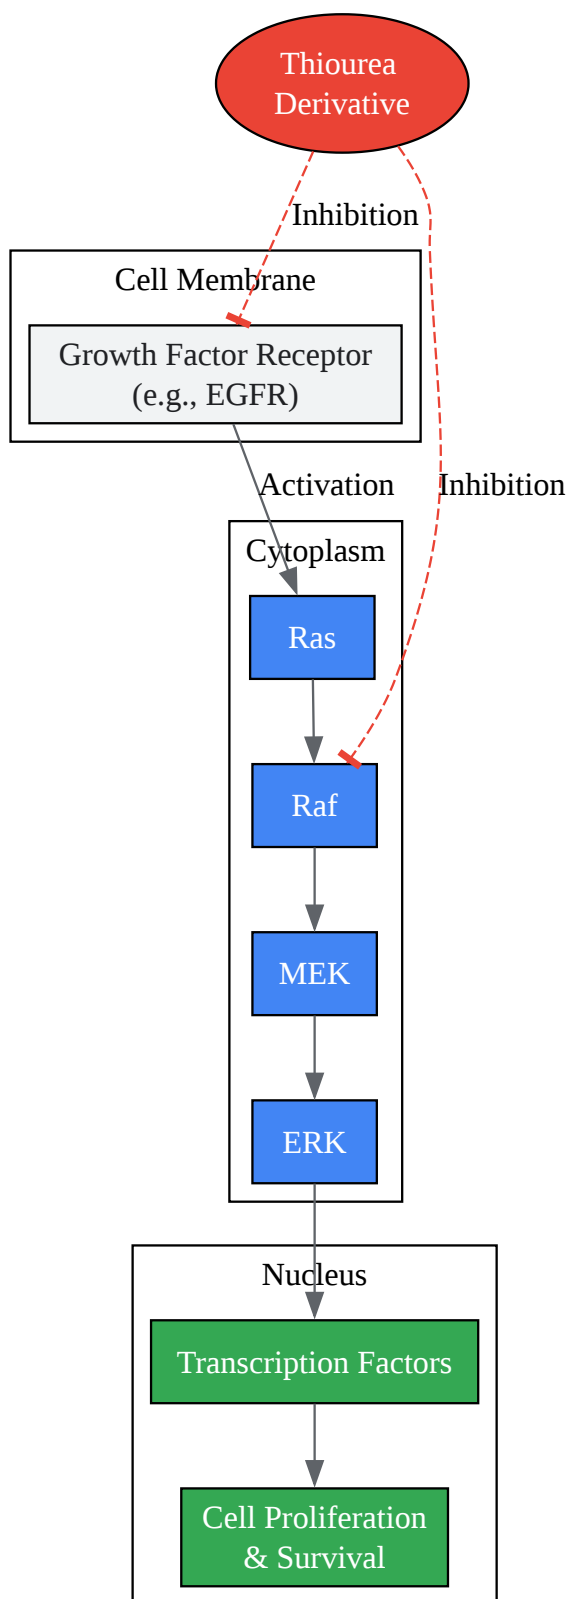 Thiourea
Derivative
Inhibition
Cell Membrane
Growth Factor Receptor
(e.g., EGFR)
Activation
Inhibition
Cytoplasm
Ras
Raf
MEK
ERK
Nucleus
Transcription Factors
Cell Proliferation
& Survival